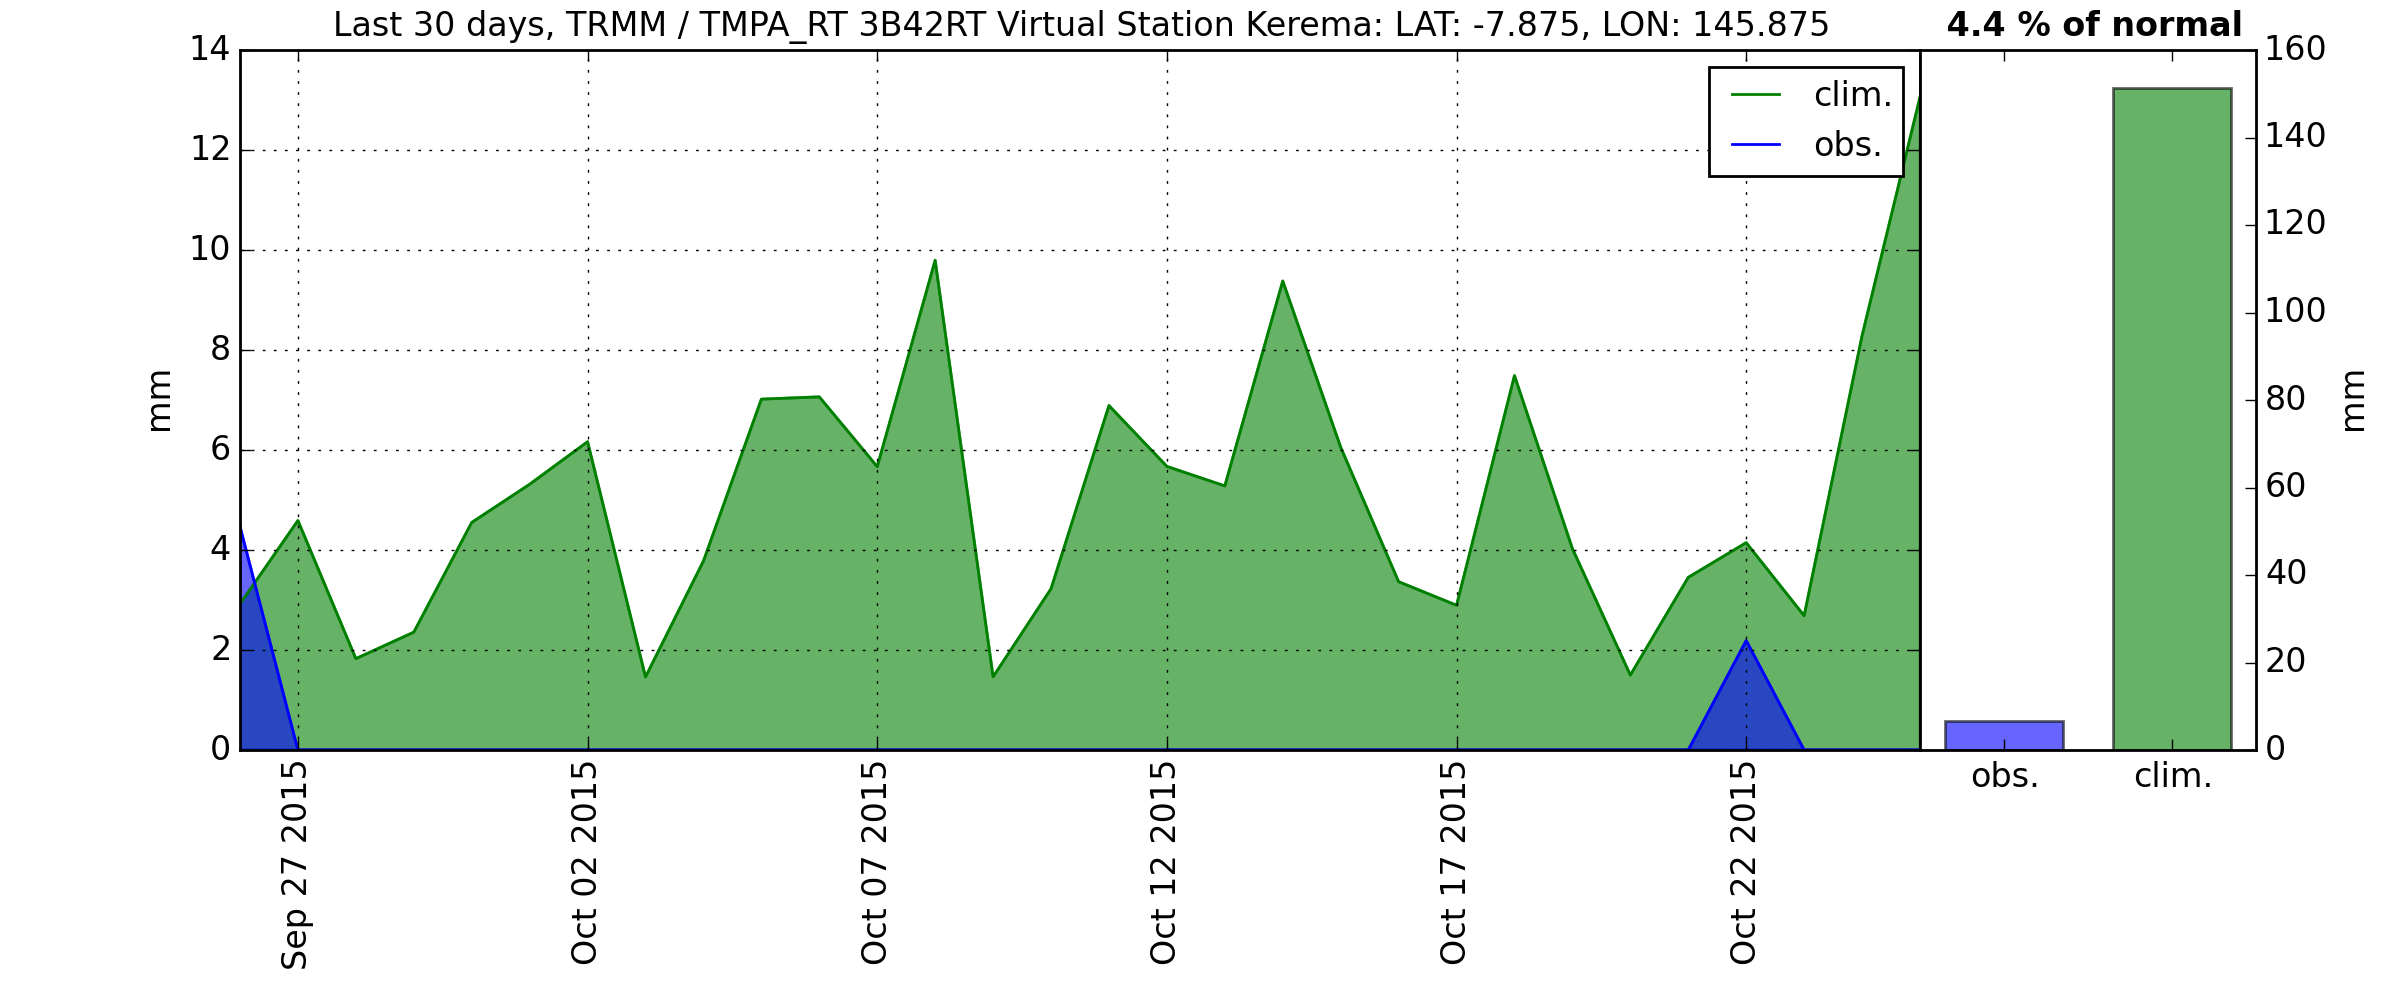 Last 30 days, TRMM / TMPA_RT 3B42RT Virtual Station Kerema: LAT: -7.875, LON: 145.875
4.4 % of normal
14
12
10
8
6
4
2
0
mm
clim.
obs.
160
140
120
100
80
60
40
20
0
mm
obs.
clim.
Sep 27 2015
Oct 02 2015
Oct 07 2015
Oct 12 2015
Oct 17 2015
Oct 22 2015